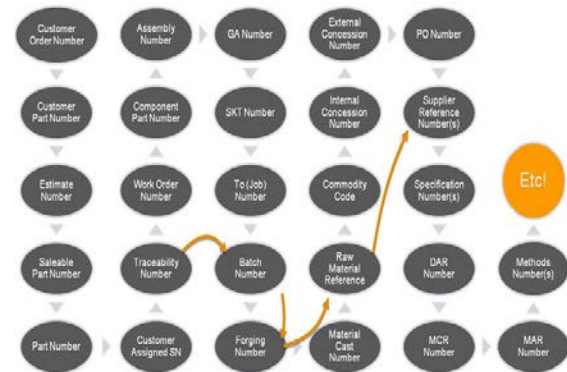 Customer
Order Number
Assembly
Number
GA Number
External
Concession
Number
PO Number
Customer
Part Number
Component
Part Number
SKT Number
Internal
Concession
Number
Supplier
Reference
Number(s)
Estimate
Number
Work Order
Number
To (Job)
Number
Commodity
Code
Specification
Number(s)
Etc!
Saleable
Part Number
Traceability
Number
Batch
Number
Raw
Material
Reference
DAR
Number
Methods
Number(s)
Part Number
Customer
Assigned SN
Forging
Number
Material
Cast
Number
MCR
Number
MAR
Number